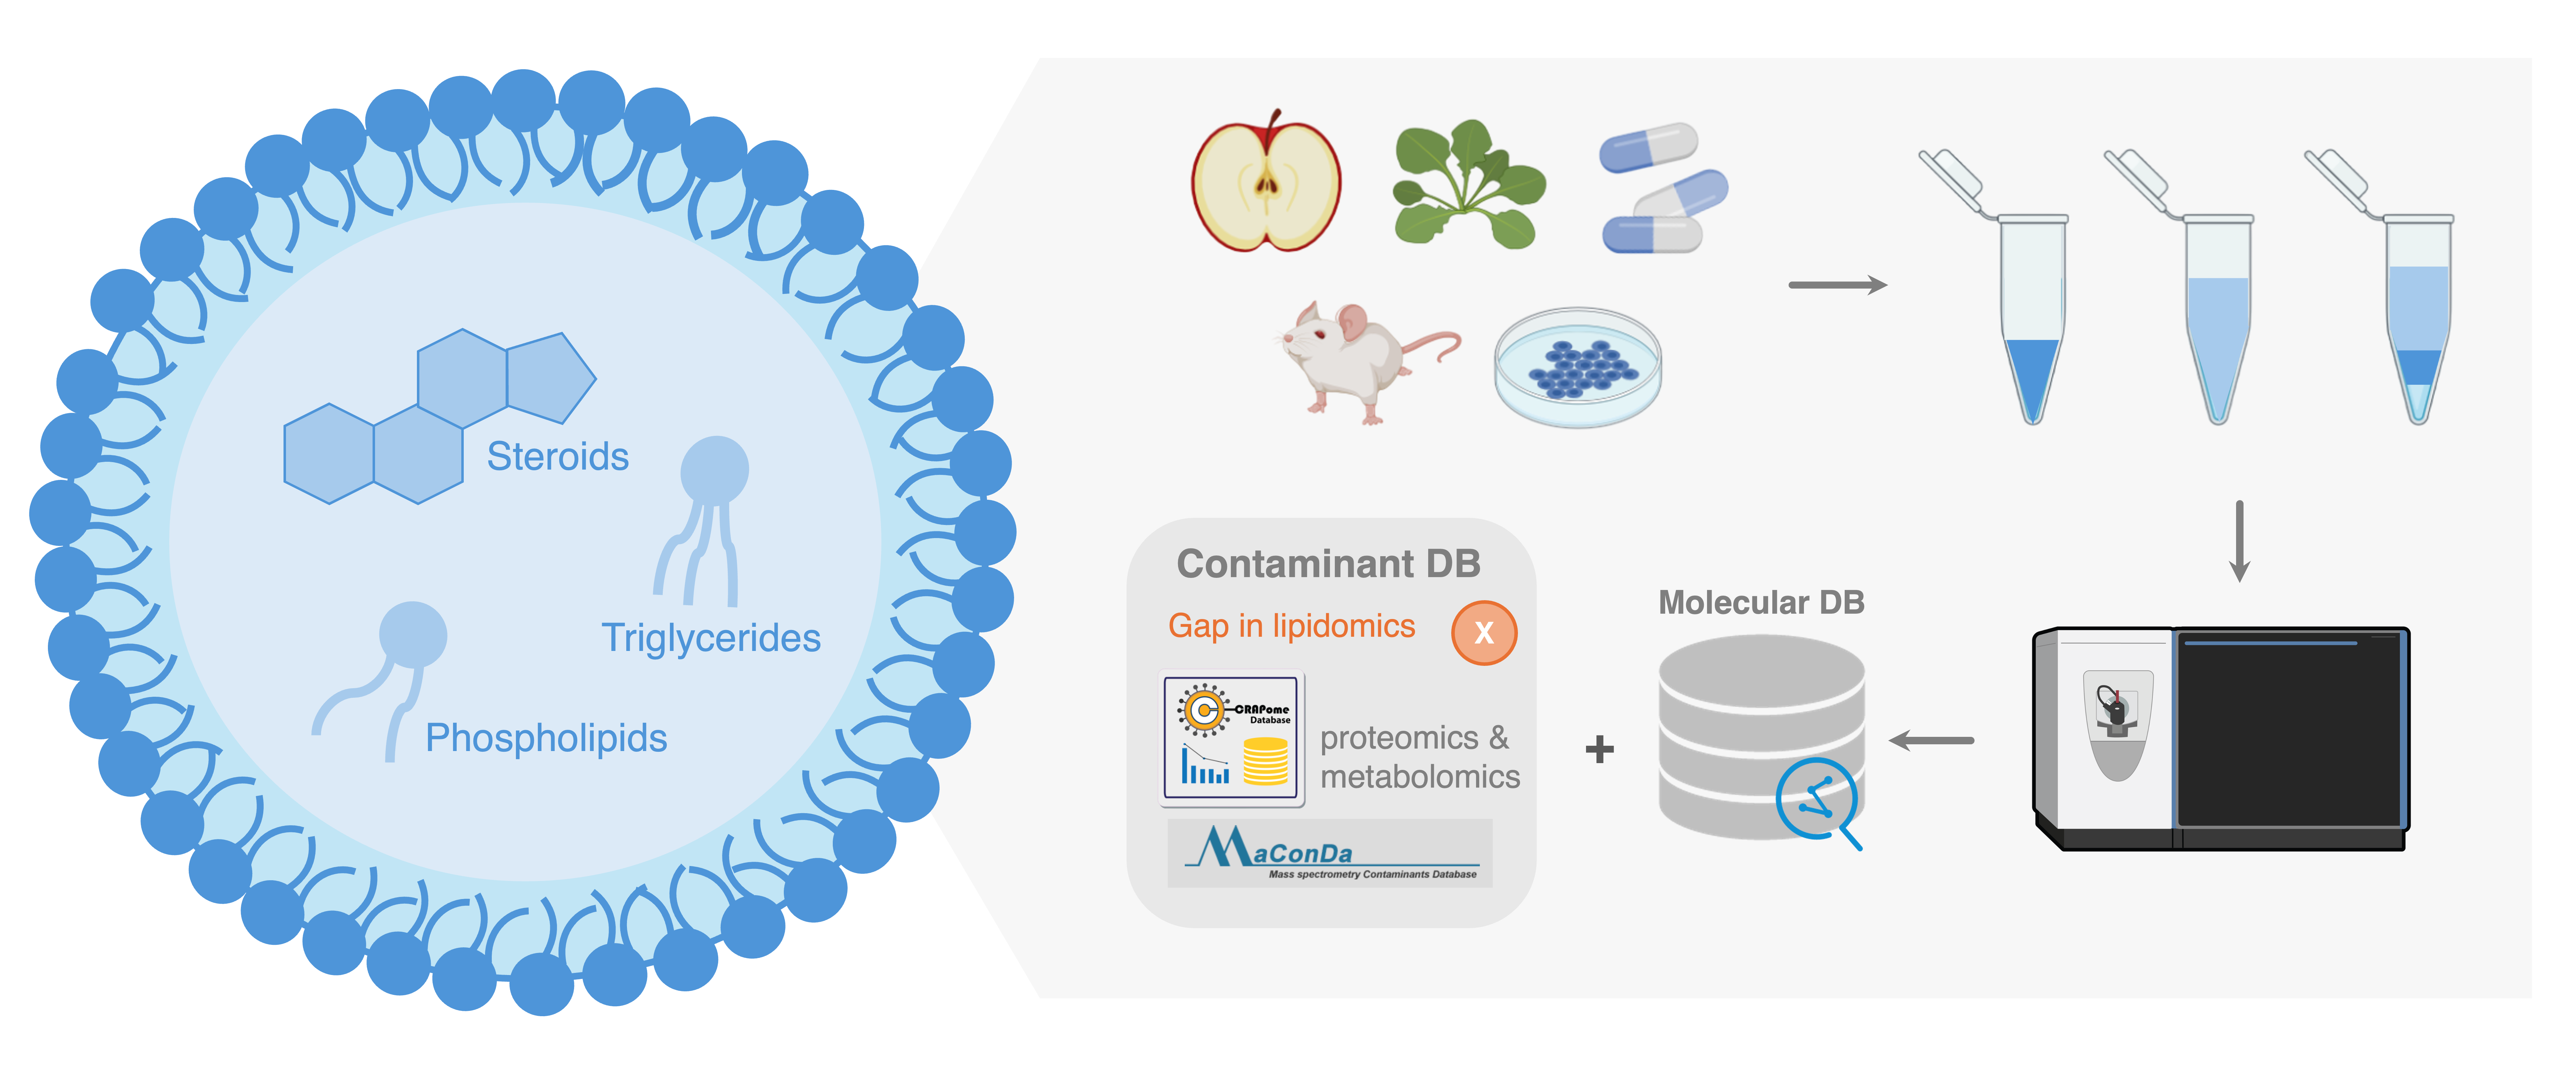 Steroids
Triglycerides
Phospholipids
Contaminant DB
Gap in lipidomics
X
CRAPome
Database
proteomics &
metabolomics
MaConDa
Mass spectrometry Contaminants Database
+
Molecular DB